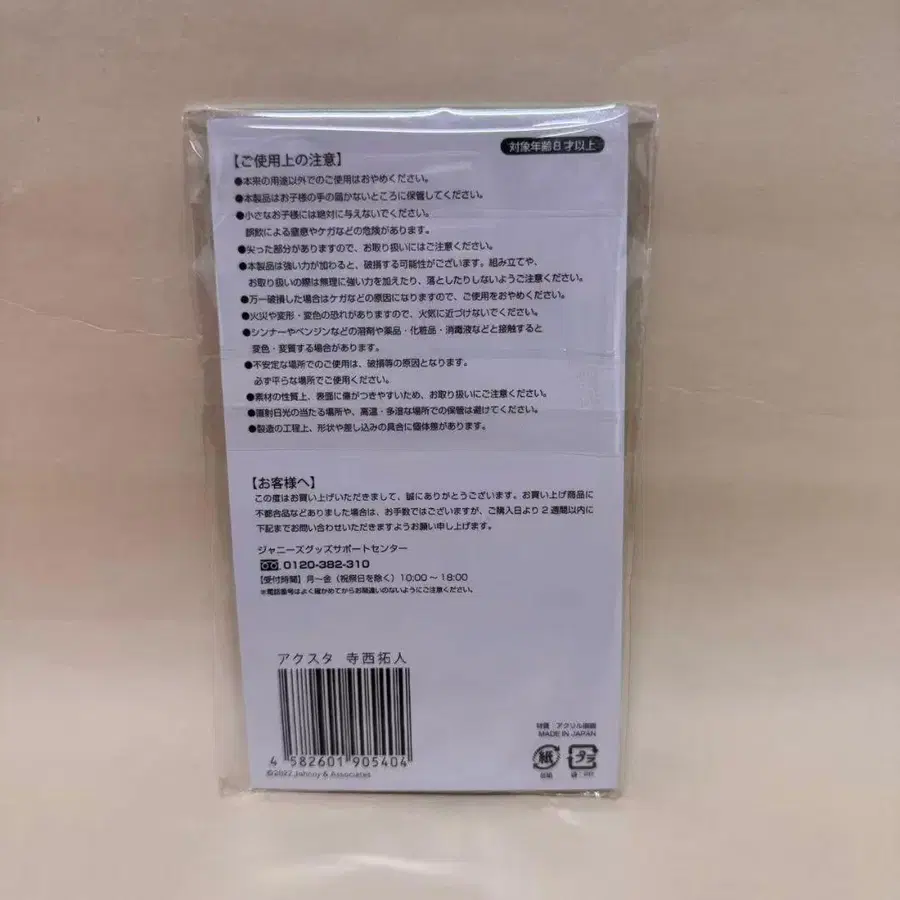 対象年齢8才以上
【ご使用上の注意】
●本来の用途以外でのご使用はおやめください。
●本製品はお子様の手の届かないところに保管してください。
●小さなお子様には絶対に与えないでください。
誤飲による窒息やケガなどの危険があります。
●尖った部分がありますので、お取り扱いにはご注意ください。
●本製品は強い力が加わると、破損する可能性がございます。組み立てや、
お取り扱いの際は無理に強い力を加えたり、落としたりしないようご注意ください。
●万一破損した場合はケガなどの原因になりますので、ご使用をおやめください。
●火災や変形・変色の恐れがありますので、火気に近づけないでください。
●シンナーやベンジンなどの溶剤や薬品・化粧品・消毒液などと接触すると
変色・変質する場合があります。
●不安定な場所でのご使用は、破損等の原因となります。
必ず平らな場所でご使用ください。
●素材の性質上、表面に傷がつきやすいため、お取り扱いにご注意ください。
●直射日光の当たる場所や、高温・多湿な場所での保管は避けてください。
●製造の工程上、形状や差し込みの具合に個体差があります。
【お客様へ】
この度はお買い上げいただきまして、誠にありがとうございます。お買い上げ商品に
不都合品などありました場合は、お手数ではございますが、ご購入日より2週間以内に
下記までお問い合わせいただきますようお願い申し上げます。
ジャニーズグッズサポートセンター
0120-382-310
【受付時間】月〜金（祝祭日を除く）10:00〜18:00
※電話番号はよく確かめてからお間違いのないようにご注意ください。
アクスタ 寺西拓人
4 582601 905404
©2022 Johnny & Associates
材質 アクリル樹脂
MADE IN JAPAN
紙 プラ
台紙 袋：PP